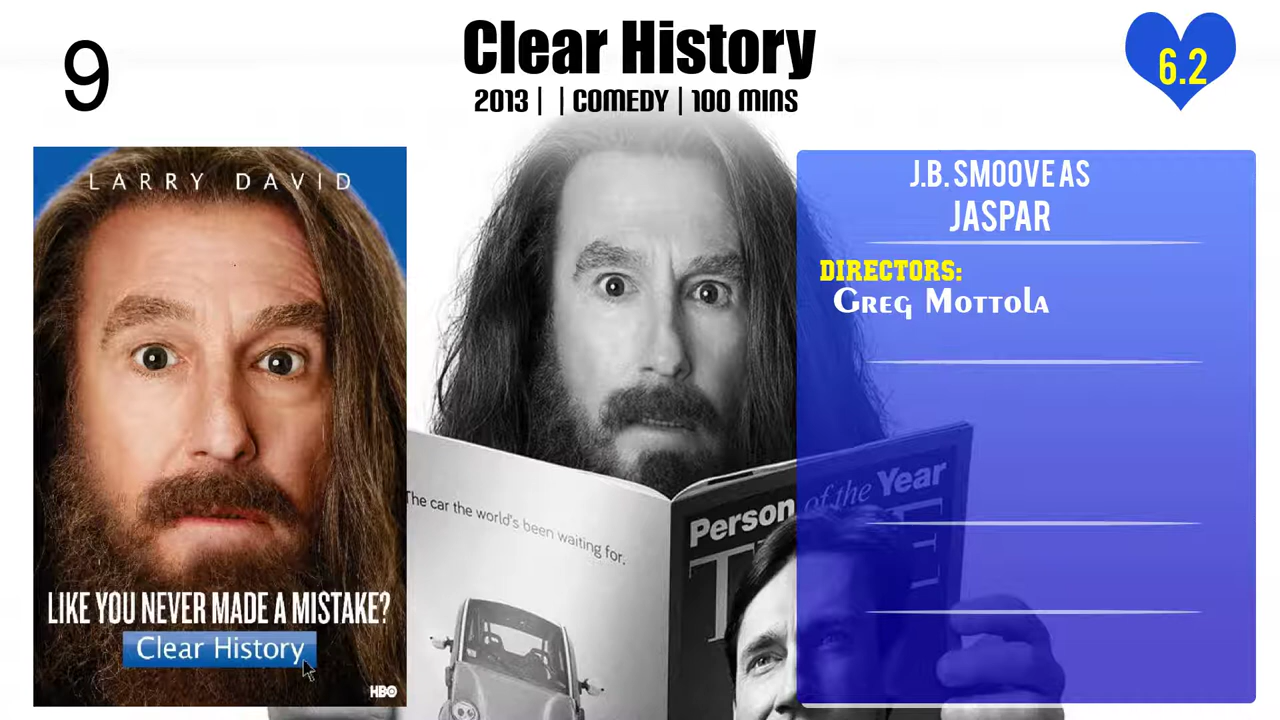 9
Clear History
2013 | | COMEDY | 100 MINS
6.2
LARRY DAVID
LIKE YOU NEVER MADE A MISTAKE?
Clear History
HBO
The car the world's been waiting for.
Person of the Year
J.B. SMOOVE AS
JASPAR
DIRECTORS:
Greg Mottola